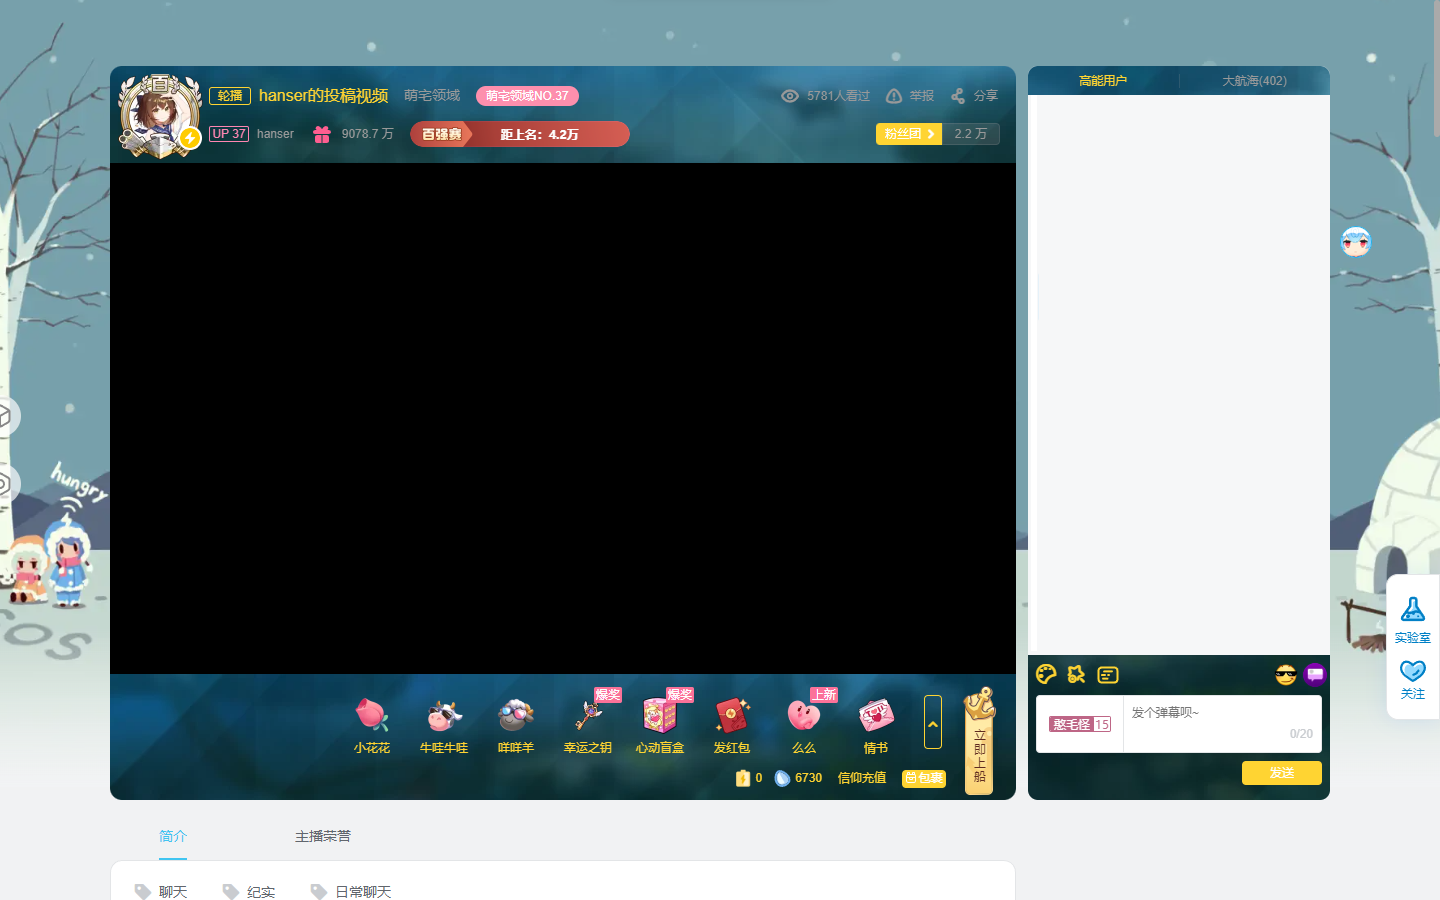 百
轮播 hanser的投稿视频 萌宅领域 萌宅领域NO.37 5781人看过 举报 分享
UP 37 hanser 9078.7 万 百强赛 距上名：4.2万 粉丝团 2.2 万
高能用户 大航海(402)
hungry
爆奖 爆奖 上新
小花花 牛哇牛哇 咩咩羊 幸运之钥 心动盲盒 发红包 么么 情书
立即上船
0 6730 信仰充值 包裹
憨毛怪 15 发个弹幕呗~
0/20
发送
实验室
关注
简介 主播荣誉
聊天 纪实 日常聊天